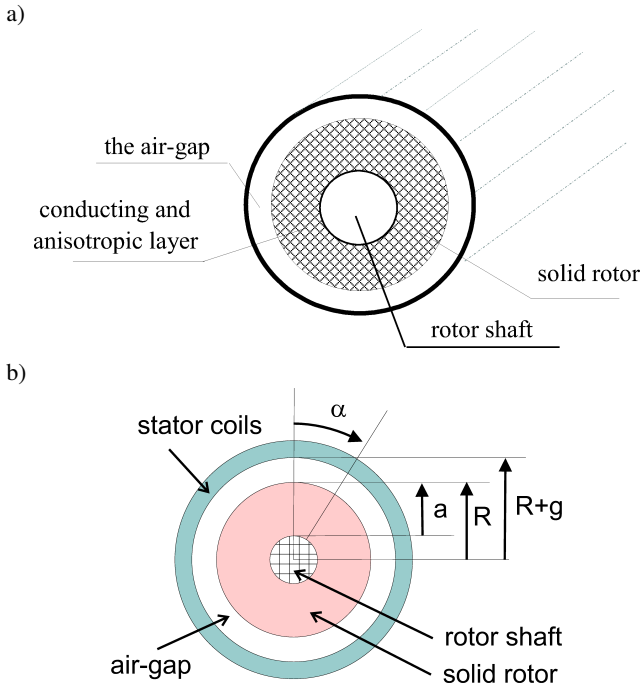 a)
the air-gap
conducting and
anisotropic layer
solid rotor
rotor shaft
b)
α
stator coils
a
R
R+g
rotor shaft
air-gap
solid rotor